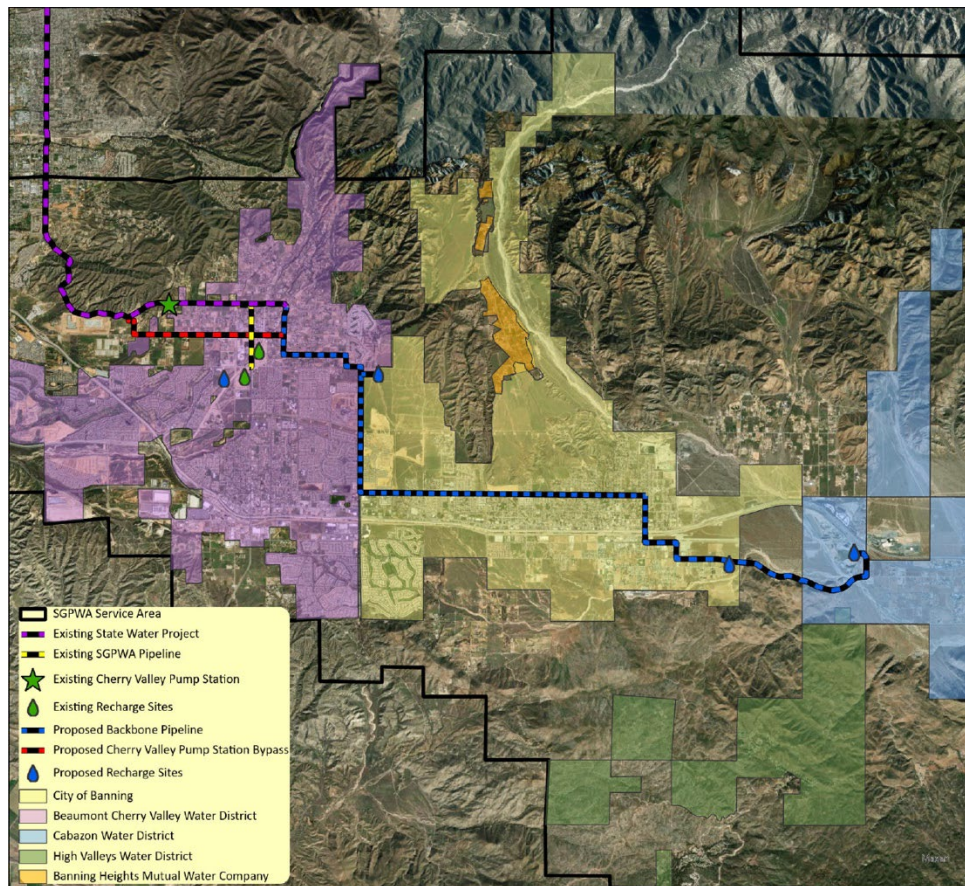 SGPWA Service Area
Existing State Water Project
Existing SGPWA Pipeline
Existing Cherry Valley Pump Station
Existing Recharge Sites
Proposed Backbone Pipeline
Proposed Cherry Valley Pump Station Bypass
Proposed Recharge Sites
City of Banning
Beaumont Cherry Valley Water District
Cabazon Water District
High Valleys Water District
Banning Heights Mutual Water Company
Maxar